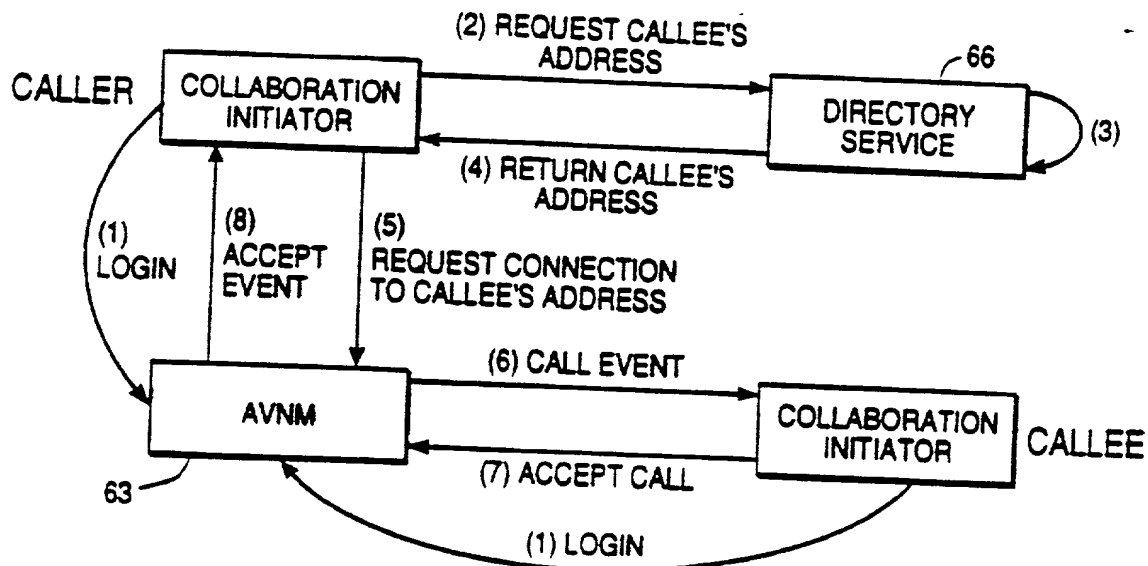 (2) REQUEST CALLEE'S
ADDRESS
66
CALLER
COLLABORATION
INITIATOR
DIRECTORY
SERVICE
(3)
(4) RETURN CALLEE'S
ADDRESS
(1)
LOGIN
(8)
ACCEPT
EVENT
(5)
REQUEST CONNECTION
TO CALLEE'S ADDRESS
(6) CALL EVENT
AVNM
COLLABORATION
INITIATOR
CALLEE
63
(7) ACCEPT CALL
(1) LOGIN